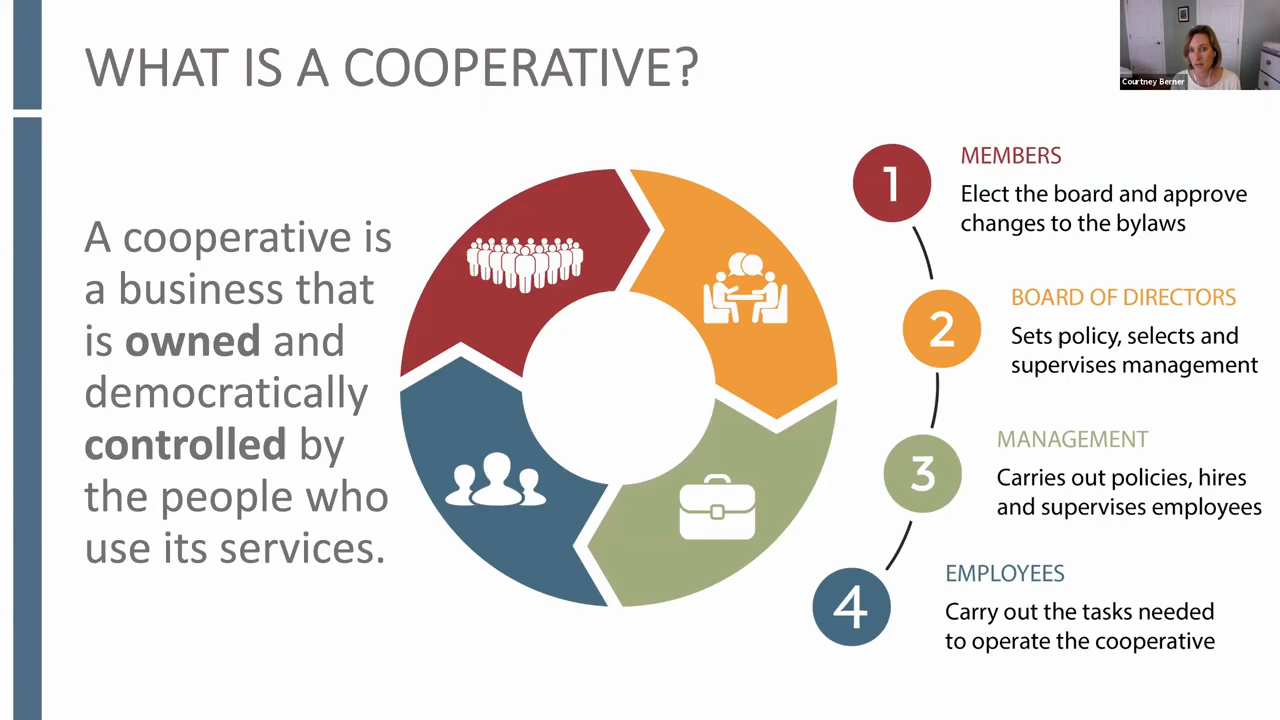 WHAT IS A COOPERATIVE?
Courtney Berner
A cooperative is
a business that
is owned and
democratically
controlled by
the people who
use its services.
1
MEMBERS
Elect the board and approve
changes to the bylaws
2
BOARD OF DIRECTORS
Sets policy, selects and
supervises management
3
MANAGEMENT
Carries out policies, hires
and supervises employees
4
EMPLOYEES
Carry out the tasks needed
to operate the cooperative